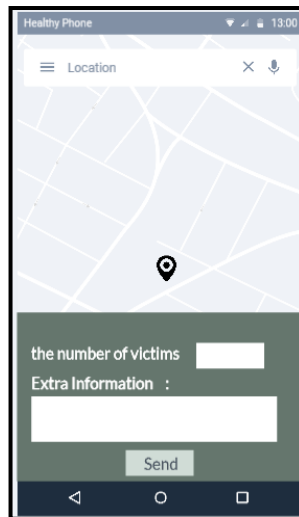 Healthy Phone 13:00
Location
the number of victims
Extra Information :
Send